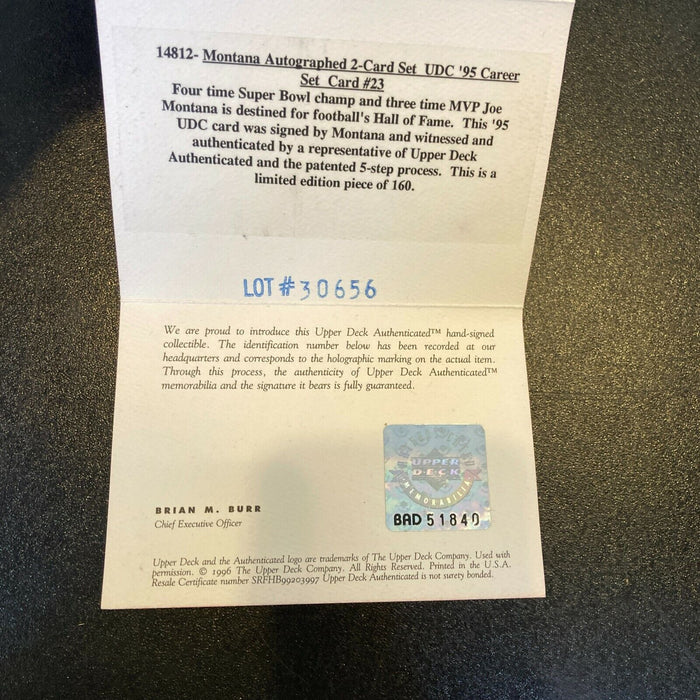 14812- Montana Autographed 2-Card Set UDC '95 Career
Set Card #23
Four time Super Bowl champ and three time MVP Joe
Montana is destined for football's Hall of Fame. This '95
UDC card was signed by Montana and witnessed and
authenticated by a representative of Upper Deck
Authenticated and the patented 5-step process. This is a
limited edition piece of 160.
LOT # 30656
We are proud to introduce this Upper Deck Authenticated™ hand-signed
collectible. The identification number below has been recorded at our
headquarters and corresponds to the holographic marking on the actual item.
Through this process, the authenticity of Upper Deck Authenticated™
memorabilia and the signature it bears is fully guaranteed.
UPPER
DECK
MEMORABILIA
BAD 51840
BRIAN M. BURR
Chief Executive Officer
Upper Deck and the Authenticated logo are trademarks of The Upper Deck Company. Used with
permission. © 1996 The Upper Deck Company. All Rights Reserved. Printed in the U.S.A.
Resale Certificate number SRFHB99203997 Upper Deck Authenticated is not surety bonded.